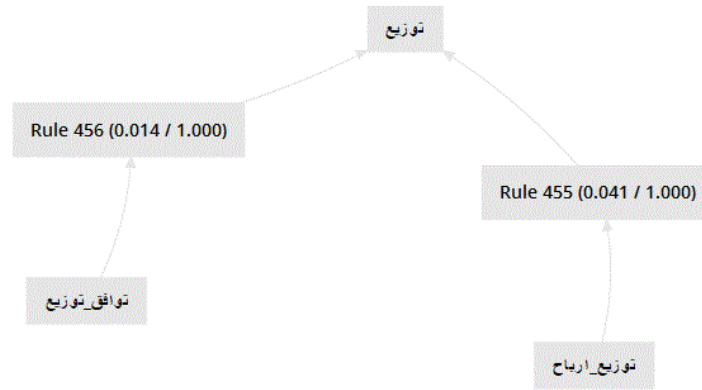 توزيع
Rule 456 (0.014 / 1.000)
Rule 455 (0.041 / 1.000)
توافق_توزيع
توزيع_ارباح